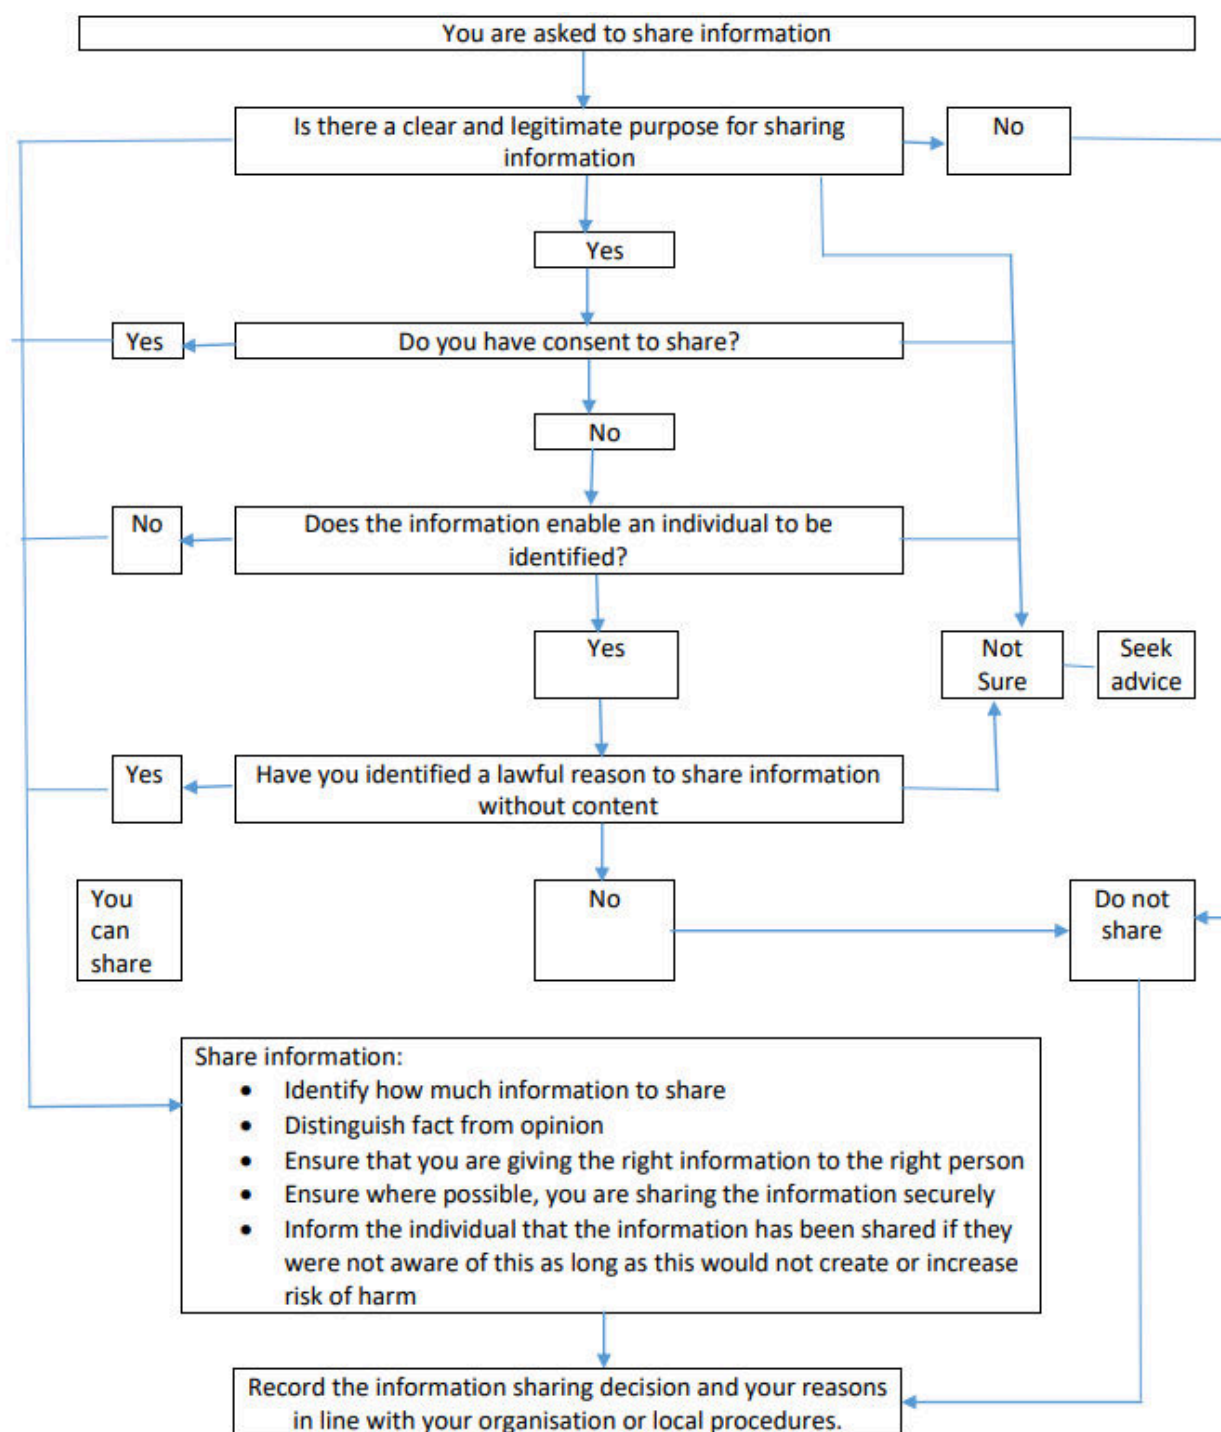 You are asked to share information
Is there a clear and legitimate purpose for sharing
information
No
Yes
Yes
Do you have consent to share?
No
No
Does the information enable an individual to be
identified?
Yes
Not
Sure
Seek
advice
Yes
Have you identified a lawful reason to share information
without content
You
can
share
No
Do not
share
Share information:
• Identify how much information to share
• Distinguish fact from opinion
• Ensure that you are giving the right information to the right person
• Ensure where possible, you are sharing the information securely
• Inform the individual that the information has been shared if they
were not aware of this as long as this would not create or increase
risk of harm
Record the information sharing decision and your reasons
in line with your organisation or local procedures.